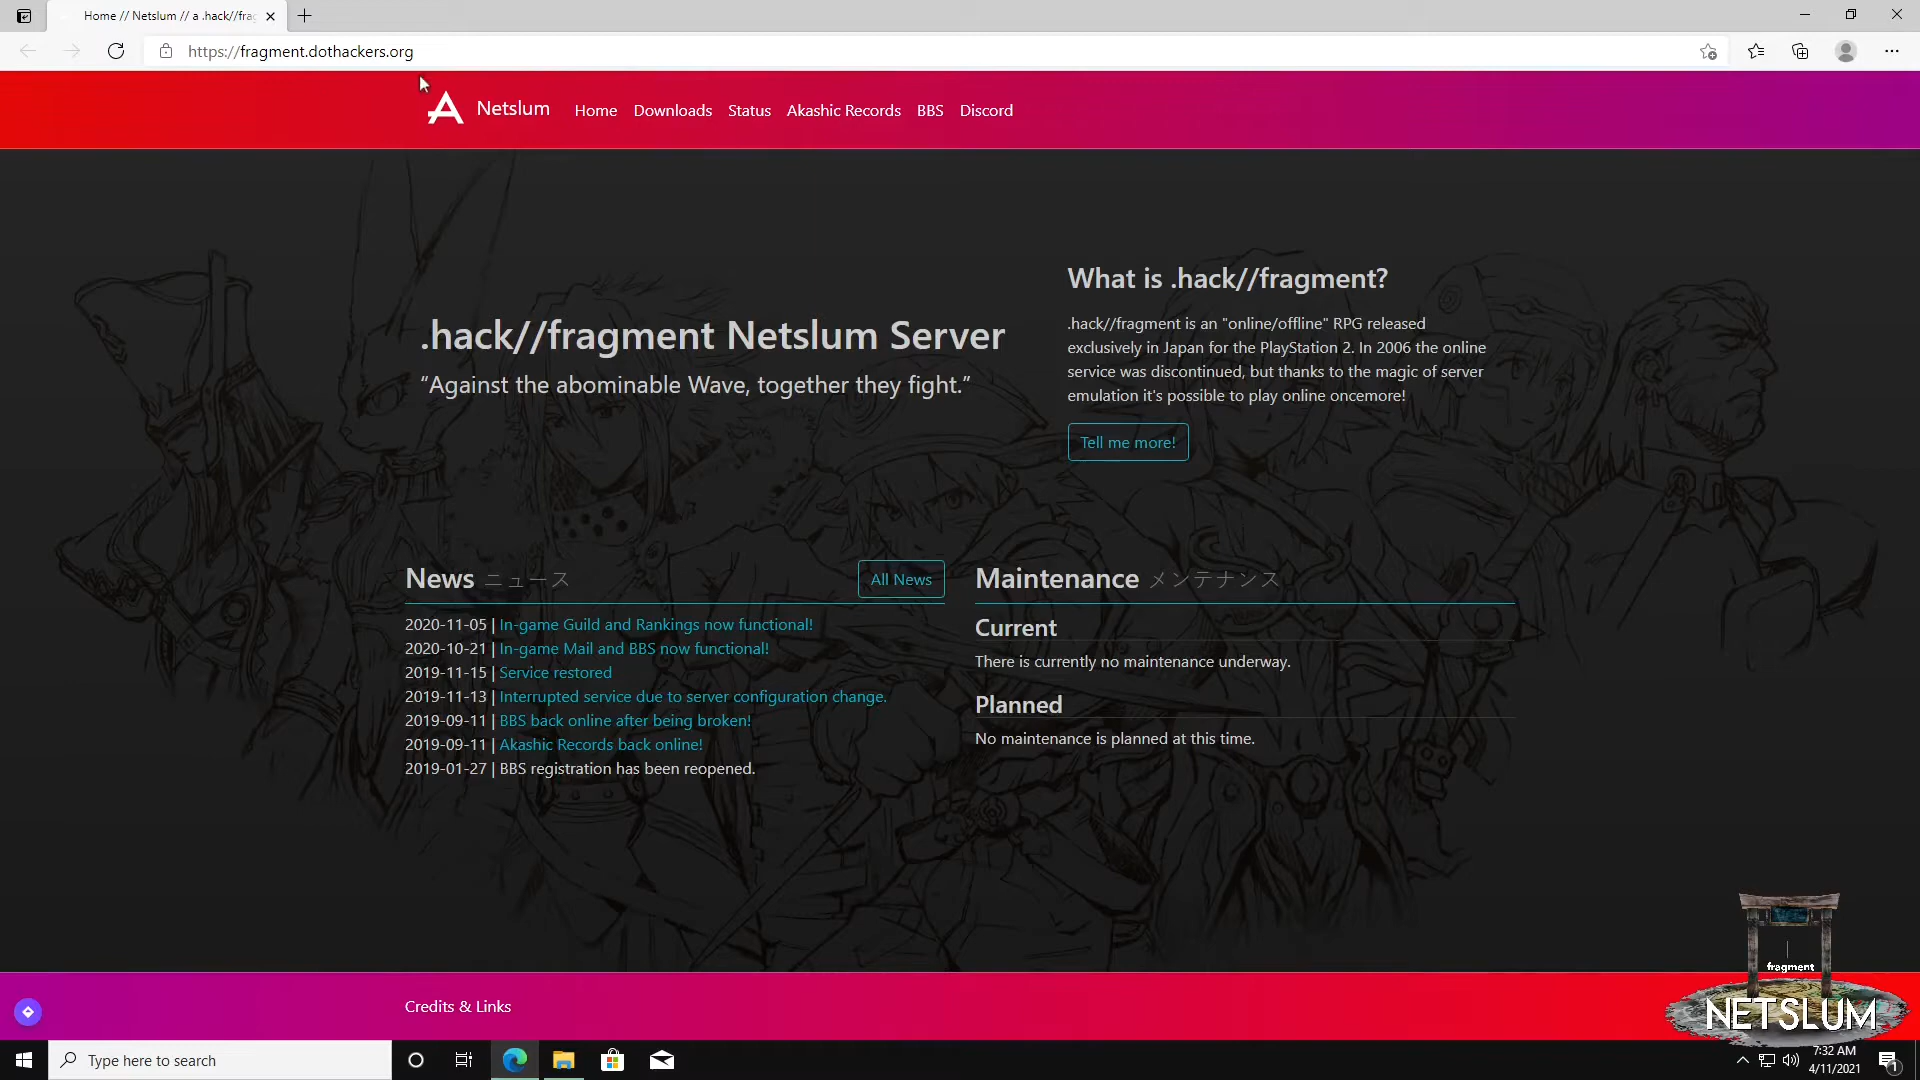 Home // Netslum // a .hack//frag
https://fragment.dothackers.org
Netslum
Home
Downloads
Status
Akashic Records
BBS
Discord
.hack//fragment Netslum Server
“Against the abominable Wave, together they fight.”
What is .hack//fragment?
.hack//fragment is an "online/offline" RPG released
exclusively in Japan for the PlayStation 2. In 2006 the online
service was discontinued, but thanks to the magic of server
emulation it's possible to play online oncemore!
Tell me more!
News ニュース
All News
2020-11-05 | In-game Guild and Rankings now functional!
2020-10-21 | In-game Mail and BBS now functional!
2019-11-15 | Service restored
2019-11-13 | Interrupted service due to server configuration change.
2019-09-11 | BBS back online after being broken!
2019-09-11 | Akashic Records back online!
2019-01-27 | BBS registration has been reopened.
Maintenance メンテナンス
Current
There is currently no maintenance underway.
Planned
No maintenance is planned at this time.
Credits & Links
fragment
NETSLUM
Type here to search
7:32 AM
4/11/2021
1